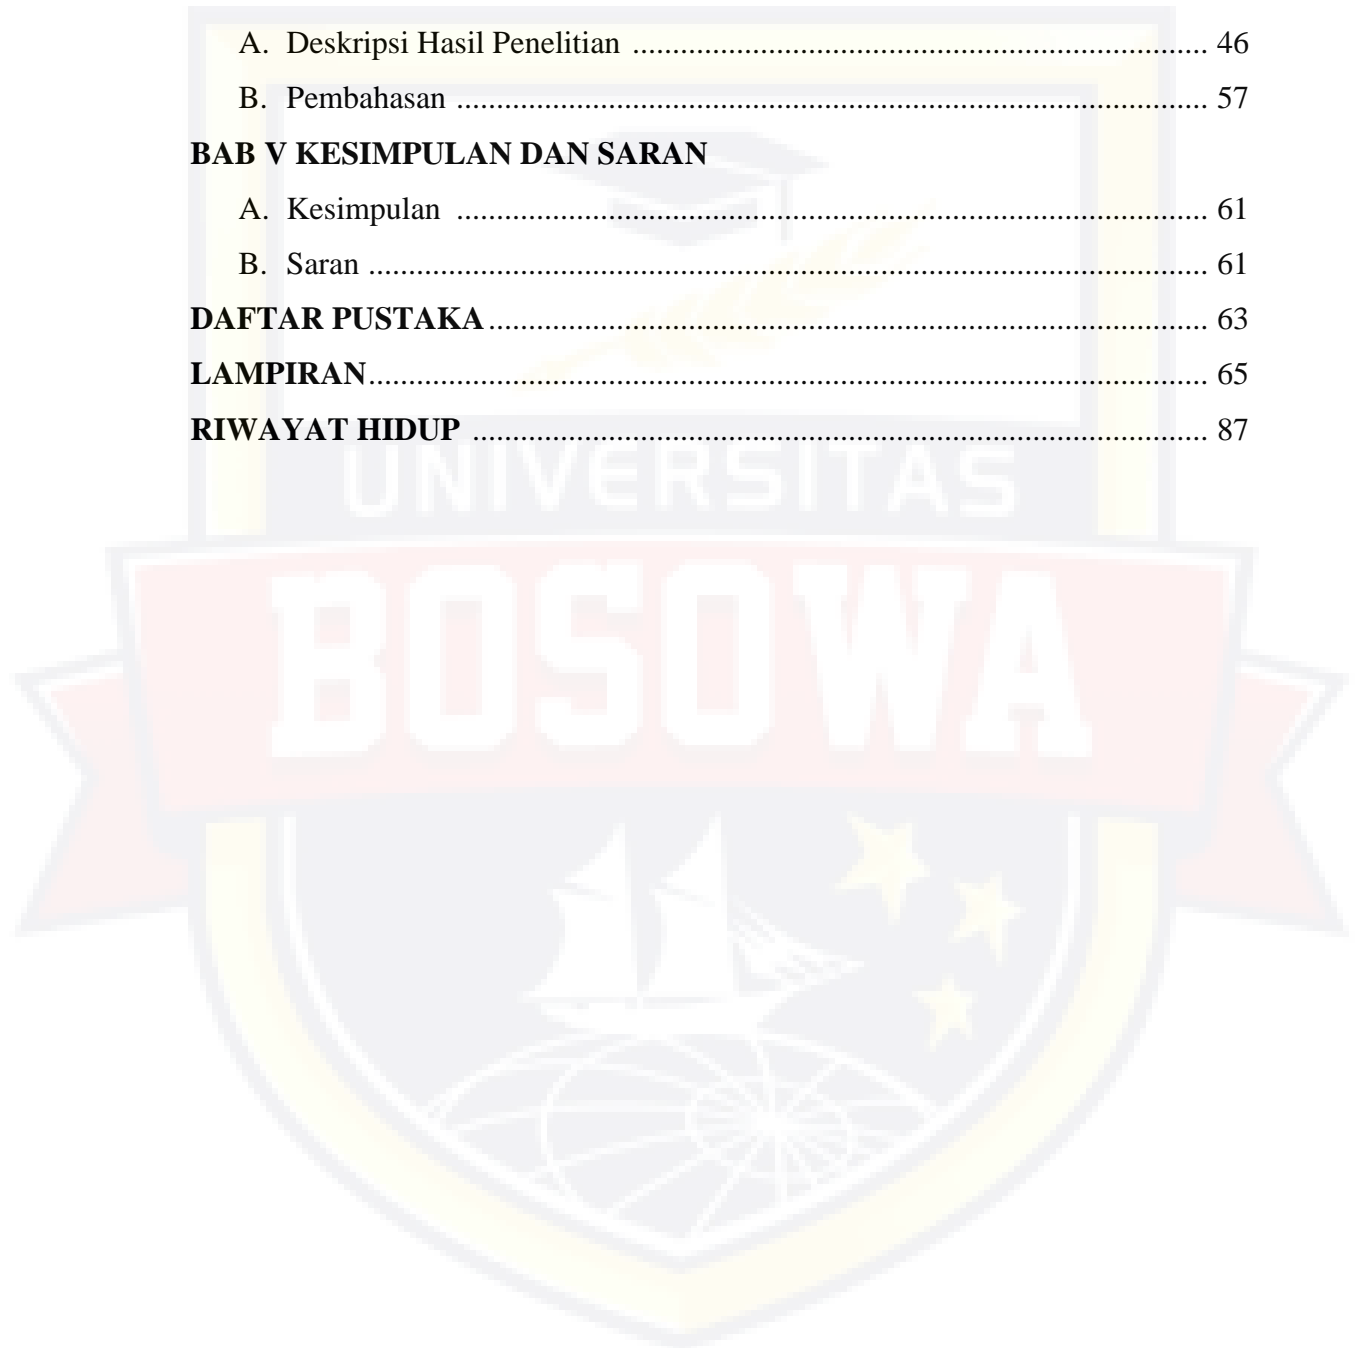 A. Deskripsi Hasil Penelitian ........................................................................ 46
B. Pembahasan .............................................................................................. 57
BAB V KESIMPULAN DAN SARAN
A. Kesimpulan .............................................................................................. 61
B. Saran ......................................................................................................... 61
DAFTAR PUSTAKA .......................................................................................... 63
LAMPIRAN ......................................................................................................... 65
RIWAYAT HIDUP ............................................................................................ 87
UNIVERSITAS
BOSOWA